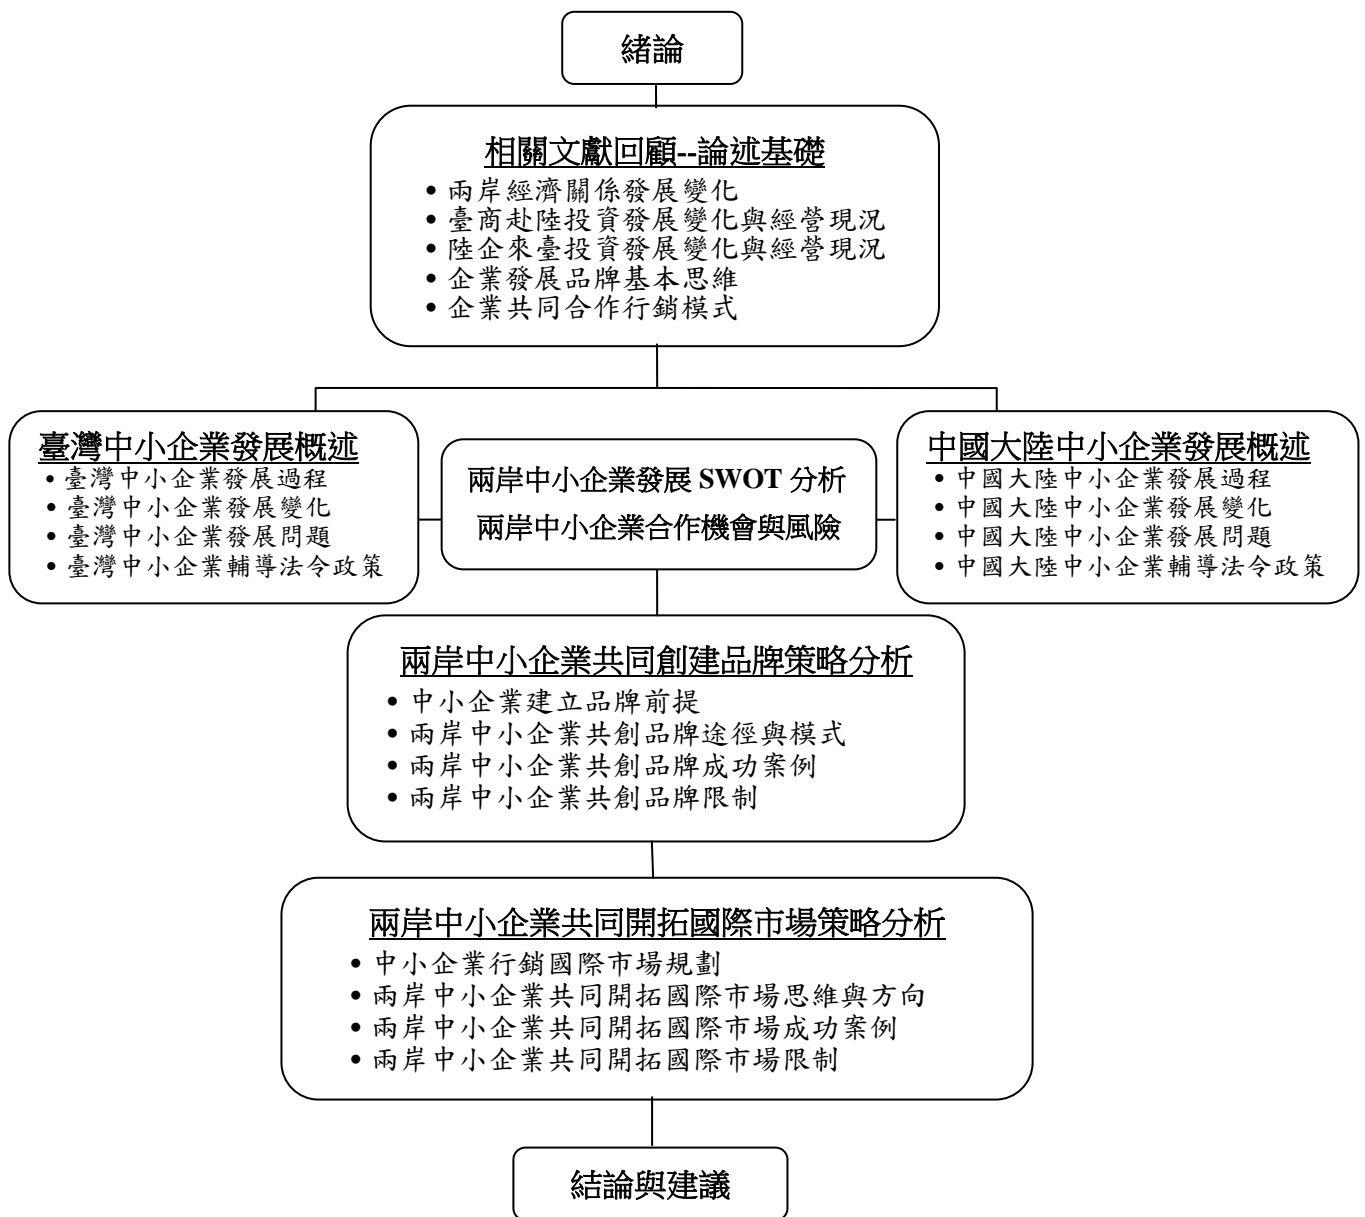 緒論
相關文獻回顧--論述基礎
• 兩岸經濟關係發展變化
• 臺商赴陸投資發展變化與經營現況
• 陸企來臺投資發展變化與經營現況
• 企業發展品牌基本思維
• 企業共同合作行銷模式
臺灣中小企業發展概述
• 臺灣中小企業發展過程
• 臺灣中小企業發展變化
• 臺灣中小企業發展問題
• 臺灣中小企業輔導法令政策
兩岸中小企業發展 SWOT 分析
兩岸中小企業合作機會與風險
中國大陸中小企業發展概述
• 中國大陸中小企業發展過程
• 中國大陸中小企業發展變化
• 中國大陸中小企業發展問題
• 中國大陸中小企業輔導法令政策
兩岸中小企業共同創建品牌策略分析
• 中小企業建立品牌前提
• 兩岸中小企業共創品牌途徑與模式
• 兩岸中小企業共創品牌成功案例
• 兩岸中小企業共創品牌限制
兩岸中小企業共同開拓國際市場策略分析
• 中小企業行銷國際市場規劃
• 兩岸中小企業共同開拓國際市場思維與方向
• 兩岸中小企業共同開拓國際市場成功案例
• 兩岸中小企業共同開拓國際市場限制
結論與建議